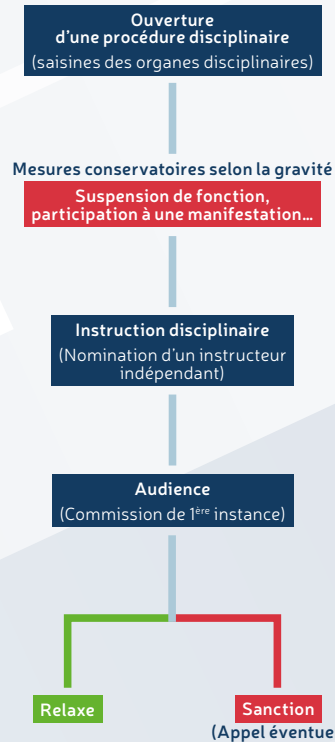 Ouverture
d'une procédure disciplinaire
(saisines des organes disciplinaires)
Mesures conservatoires selon la gravité
Suspension de fonction,
participation à une manifestation…
Instruction disciplinaire
(Nomination d'un instructeur
indépendant)
Audience
(Commission de 1ère instance)
Relaxe
Sanction
(Appel